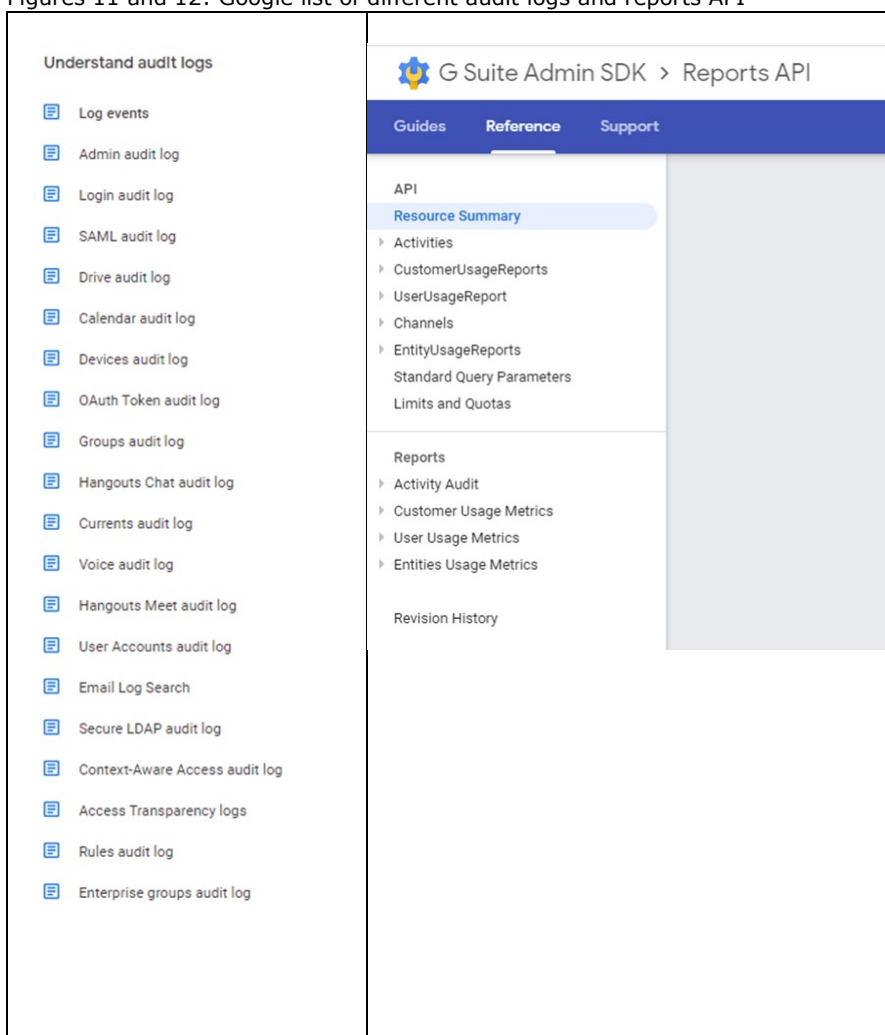 Figures 11 and 12: Google list of different audit logs and reports API
Understand audit logs
Log events
Admin audit log
Login audit log
SAML audit log
Drive audit log
Calendar audit log
Devices audit log
OAuth Token audit log
Groups audit log
Hangouts Chat audit log
Currents audit log
Voice audit log
Hangouts Meet audit log
User Accounts audit log
Email Log Search
Secure LDAP audit log
Context-Aware Access audit log
Access Transparency logs
Rules audit log
Enterprise groups audit log
G Suite Admin SDK > Reports API
Guides Reference Support
API
Resource Summary
Activities
CustomerUsageReports
UserUsageReport
Channels
EntityUsageReports
Standard Query Parameters
Limits and Quotas
Reports
Activity Audit
Customer Usage Metrics
User Usage Metrics
Entities Usage Metrics
Revision History